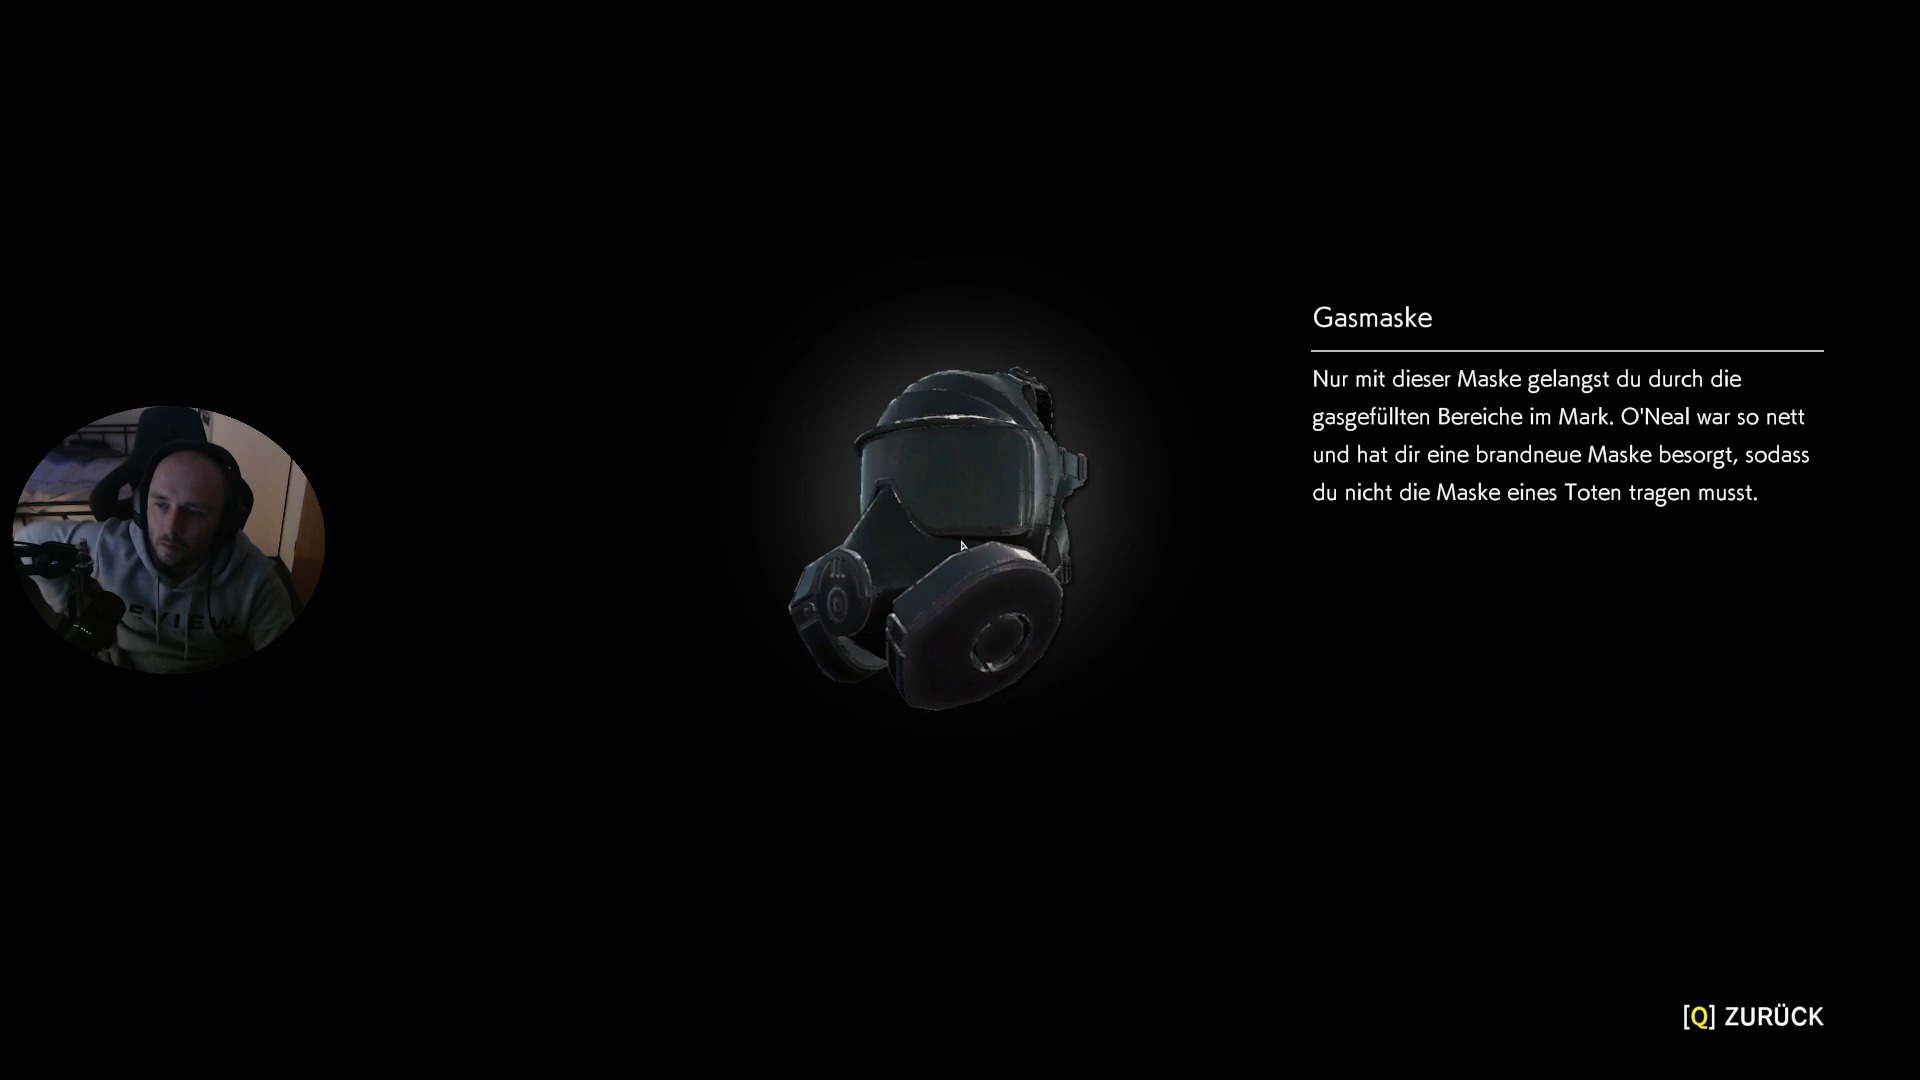 Gasmaske
Nur mit dieser Maske gelangst du durch die
gasgefüllten Bereiche im Mark. O'Neal war so nett
und hat dir eine brandneue Maske besorgt, sodass
du nicht die Maske eines Toten tragen musst.
EVIEW
[Q] ZURÜCK